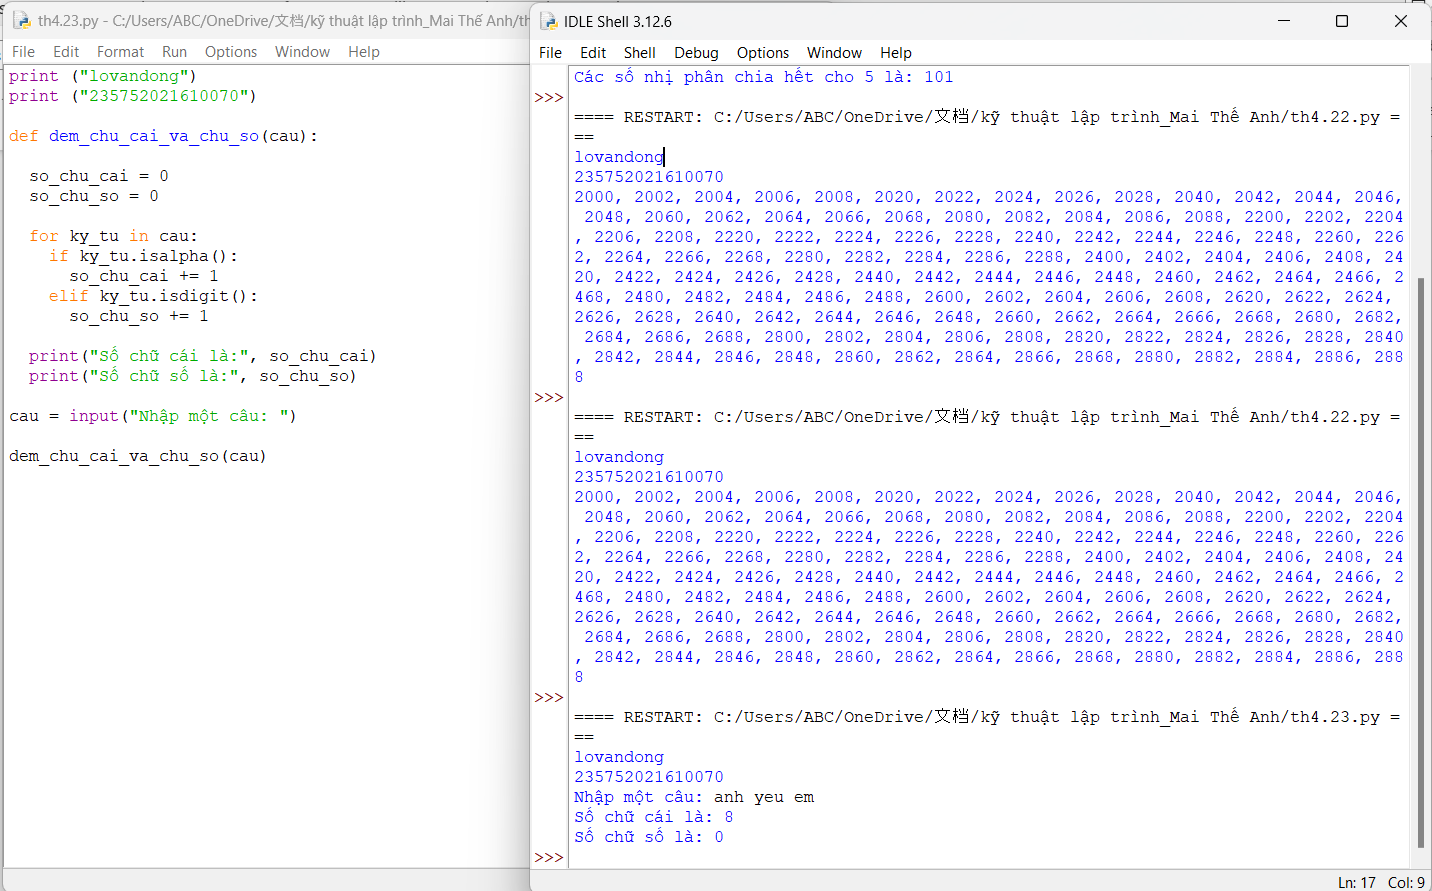 th4.23.py - C:/Users/ABC/OneDrive/文档/kỹ thuật lập trình_Mai Thế Anh/th
File Edit Format Run Options Window Help
print ("lovandong")
print ("235752021610070")
def dem_chu_cai_va_chu_so(cau):
so_chu_cai = 0
so_chu_so = 0
for ky_tu in cau:
if ky_tu.isalpha():
so_chu_cai += 1
elif ky_tu.isdigit():
so_chu_so += 1
print("Số chữ cái là:", so_chu_cai)
print("Số chữ số là:", so_chu_so)
cau = input("Nhập một câu: ")
dem_chu_cai_va_chu_so(cau)
IDLE Shell 3.12.6
File Edit Shell Debug Options Window Help
Các số nhị phân chia hết cho 5 là: 101
>>>
==== RESTART: C:/Users/ABC/OneDrive/文档/kỹ thuật lập trình_Mai Thế Anh/th4.22.py =
==
lovandong
235752021610070
2000, 2002, 2004, 2006, 2008, 2020, 2022, 2024, 2026, 2028, 2040, 2042, 2044, 2046,
2048, 2060, 2062, 2064, 2066, 2068, 2080, 2082, 2084, 2086, 2088, 2200, 2202, 2204
, 2206, 2208, 2220, 2222, 2224, 2226, 2228, 2240, 2242, 2244, 2246, 2248, 2260, 226
2, 2264, 2266, 2268, 2280, 2282, 2284, 2286, 2288, 2400, 2402, 2404, 2406, 2408, 24
20, 2422, 2424, 2426, 2428, 2440, 2442, 2444, 2446, 2448, 2460, 2462, 2464, 2466, 2
468, 2480, 2482, 2484, 2486, 2488, 2600, 2602, 2604, 2606, 2608, 2620, 2622, 2624,
2626, 2628, 2640, 2642, 2644, 2646, 2648, 2660, 2662, 2664, 2666, 2668, 2680, 2682,
2684, 2686, 2688, 2800, 2802, 2804, 2806, 2808, 2820, 2822, 2824, 2826, 2828, 2840
, 2842, 2844, 2846, 2848, 2860, 2862, 2864, 2866, 2868, 2880, 2882, 2884, 2886, 288
8
>>>
==== RESTART: C:/Users/ABC/OneDrive/文档/kỹ thuật lập trình_Mai Thế Anh/th4.22.py =
==
lovandong
235752021610070
2000, 2002, 2004, 2006, 2008, 2020, 2022, 2024, 2026, 2028, 2040, 2042, 2044, 2046,
2048, 2060, 2062, 2064, 2066, 2068, 2080, 2082, 2084, 2086, 2088, 2200, 2202, 2204
, 2206, 2208, 2220, 2222, 2224, 2226, 2228, 2240, 2242, 2244, 2246, 2248, 2260, 226
2, 2264, 2266, 2268, 2280, 2282, 2284, 2286, 2288, 2400, 2402, 2404, 2406, 2408, 24
20, 2422, 2424, 2426, 2428, 2440, 2442, 2444, 2446, 2448, 2460, 2462, 2464, 2466, 2
468, 2480, 2482, 2484, 2486, 2488, 2600, 2602, 2604, 2606, 2608, 2620, 2622, 2624,
2626, 2628, 2640, 2642, 2644, 2646, 2648, 2660, 2662, 2664, 2666, 2668, 2680, 2682,
2684, 2686, 2688, 2800, 2802, 2804, 2806, 2808, 2820, 2822, 2824, 2826, 2828, 2840
, 2842, 2844, 2846, 2848, 2860, 2862, 2864, 2866, 2868, 2880, 2882, 2884, 2886, 288
8
>>>
==== RESTART: C:/Users/ABC/OneDrive/文档/kỹ thuật lập trình_Mai Thế Anh/th4.23.py =
==
lovandong
235752021610070
Nhập một câu: anh yeu em
Số chữ cái là: 8
Số chữ số là: 0
>>>
Ln: 17 Col: 9